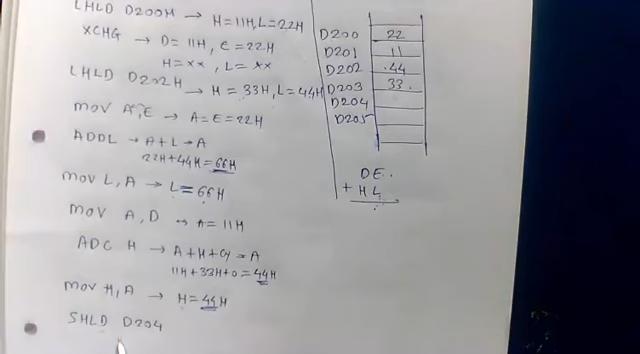 LHLD D200H → H=11H, L=22H
XCHG → D=11H, E=22H
H=xx, L=xx
LHLD D202H → H=33H, L=44H
MOV A,E → A=E=22H
ADDL → A+L→A
22H+44H=66H
MOV L,A → L=66H
MOV A,D → A=11H
ADC H → A+H+Cy=A
11H+33H+0=44H
MOV H,A → H=44H
SHLD D204
D200 22
D201 11
D202 44
D203 33
D204
D205
DE
+ HL